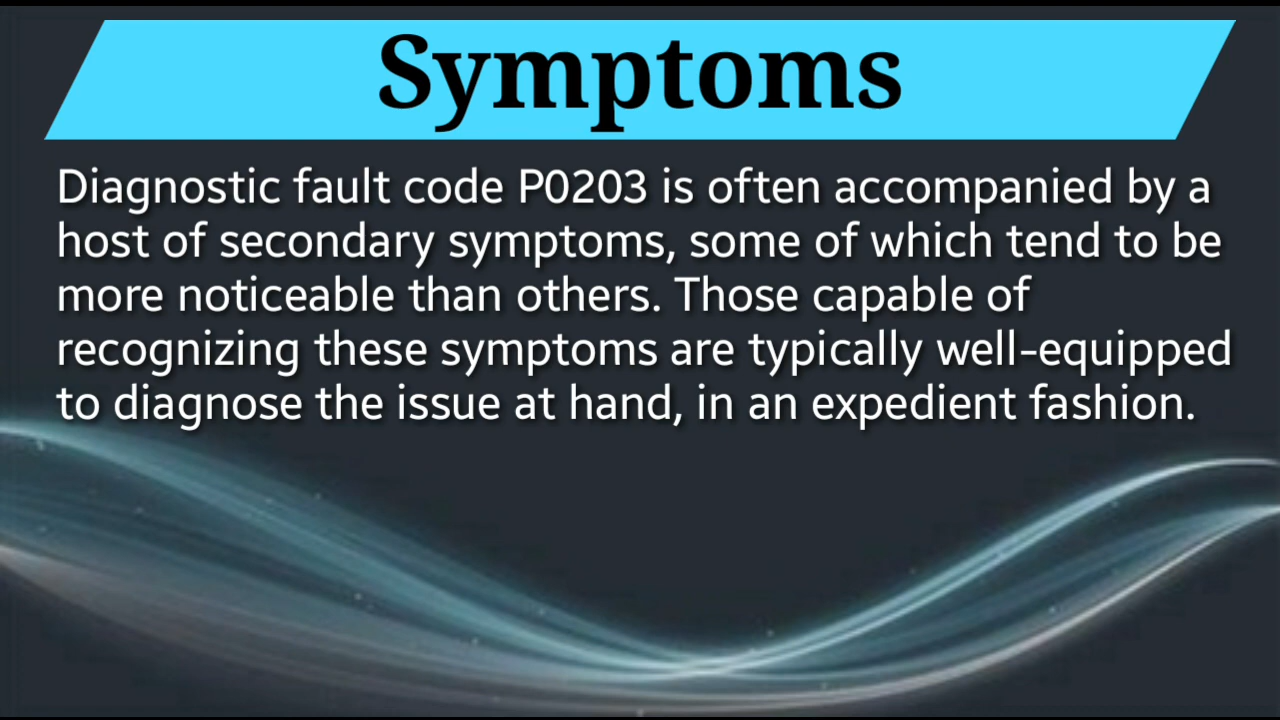 Symptoms
Diagnostic fault code P0203 is often accompanied by a
host of secondary symptoms, some of which tend to be
more noticeable than others. Those capable of
recognizing these symptoms are typically well-equipped
to diagnose the issue at hand, in an expedient fashion.